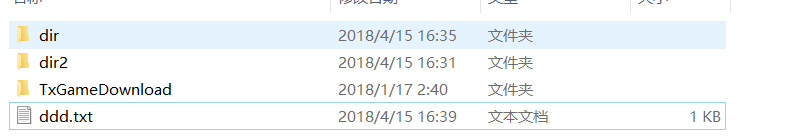 dir 2018/4/15 16:35 文件夹
dir2 2018/4/15 16:31 文件夹
TxGameDownload 2018/1/17 2:40 文件夹
ddd.txt 2018/4/15 16:39 文本文档 1 KB